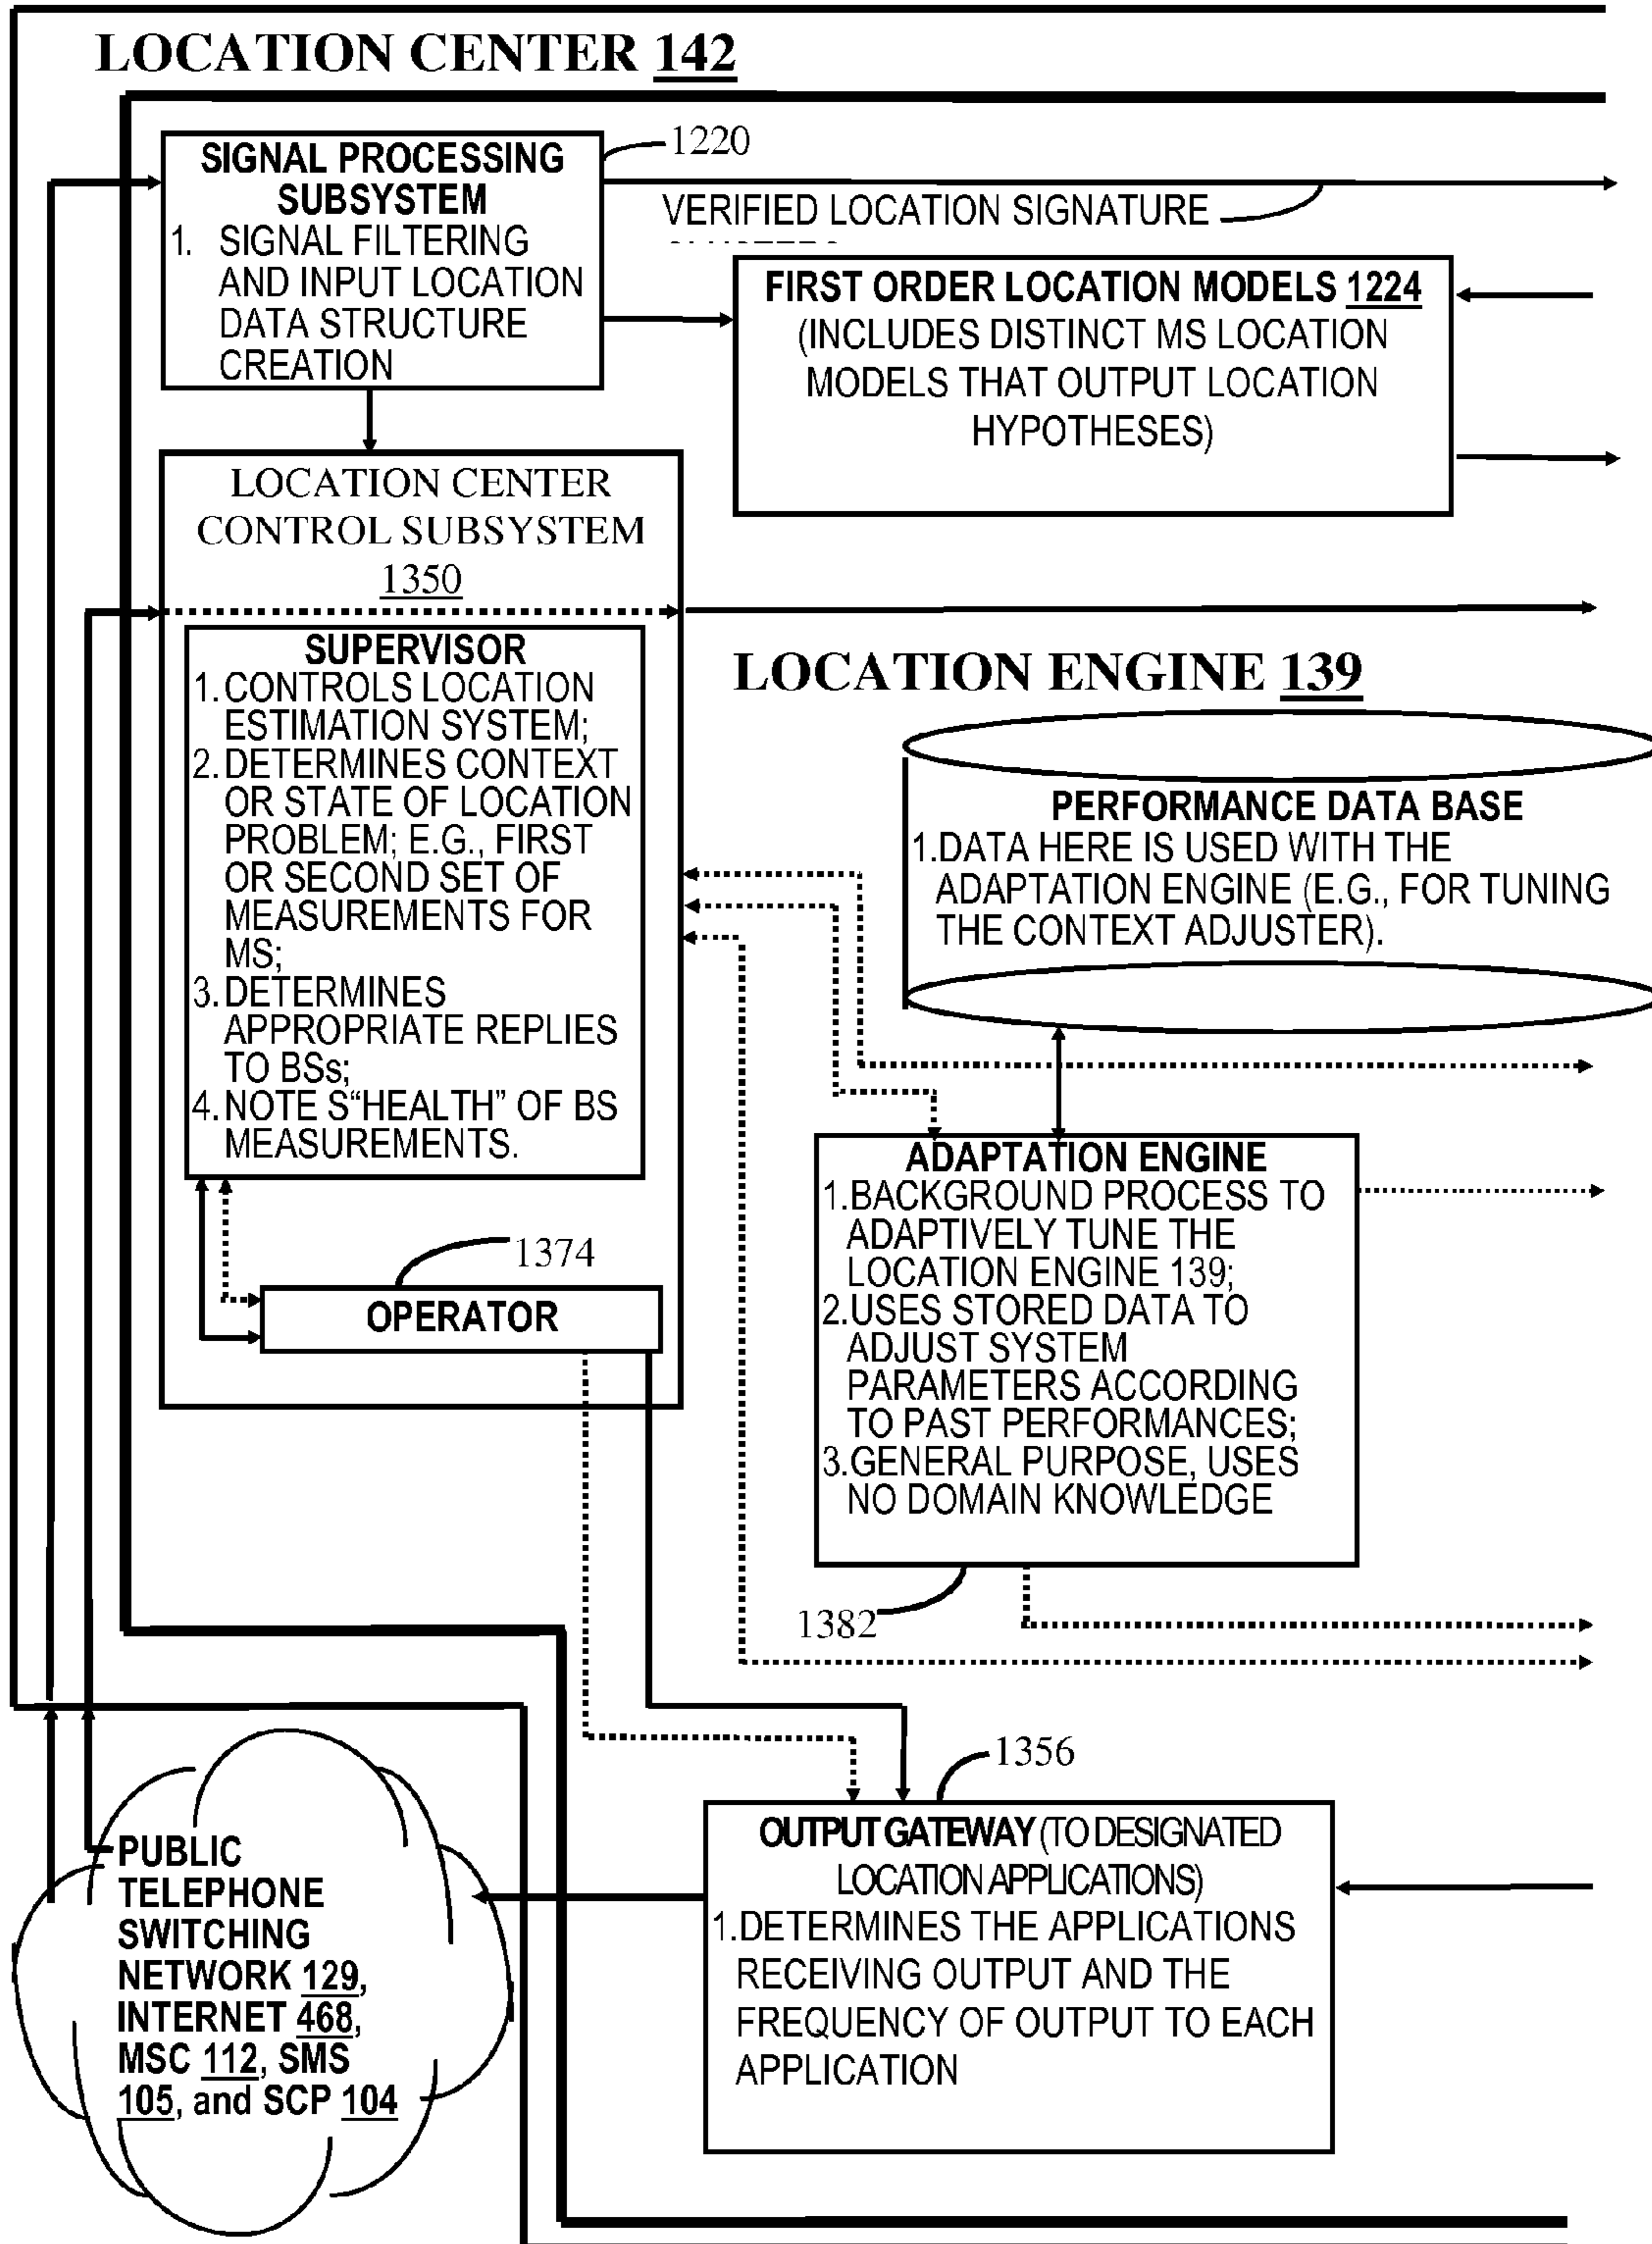 LOCATION CENTER 142
SIGNAL PROCESSING
SUBSYSTEM
1. SIGNAL FILTERING
AND INPUT LOCATION
DATA STRUCTURE
CREATION
1220
VERIFIED LOCATION SIGNATURE
FIRST ORDER LOCATION MODELS 1224
(INCLUDES DISTINCT MS LOCATION
MODELS THAT OUTPUT LOCATION
HYPOTHESES)
LOCATION CENTER
CONTROL SUBSYSTEM
1350
SUPERVISOR
1. CONTROLS LOCATION
ESTIMATION SYSTEM;
2. DETERMINES CONTEXT
OR STATE OF LOCATION
PROBLEM; E.G., FIRST
OR SECOND SET OF
MEASUREMENTS FOR
MS;
3. DETERMINES
APPROPRIATE REPLIES
TO BSs;
4. NOTE S“HEALTH” OF BS
MEASUREMENTS.
1374
OPERATOR
LOCATION ENGINE 139
PERFORMANCE DATA BASE
1.DATA HERE IS USED WITH THE
ADAPTATION ENGINE (E.G., FOR TUNING
THE CONTEXT ADJUSTER).
ADAPTATION ENGINE
1.BACKGROUND PROCESS TO
ADAPTIVELY TUNE THE
LOCATION ENGINE 139;
2.USES STORED DATA TO
ADJUST SYSTEM
PARAMETERS ACCORDING
TO PAST PERFORMANCES;
3.GENERAL PURPOSE, USES
NO DOMAIN KNOWLEDGE
1382
1356
OUTPUT GATEWAY (TO DESIGNATED
LOCATION APPLICATIONS)
1.DETERMINES THE APPLICATIONS
RECEIVING OUTPUT AND THE
FREQUENCY OF OUTPUT TO EACH
APPLICATION
PUBLIC
TELEPHONE
SWITCHING
NETWORK 129,
INTERNET 468,
MSC 112, SMS
105, and SCP 104